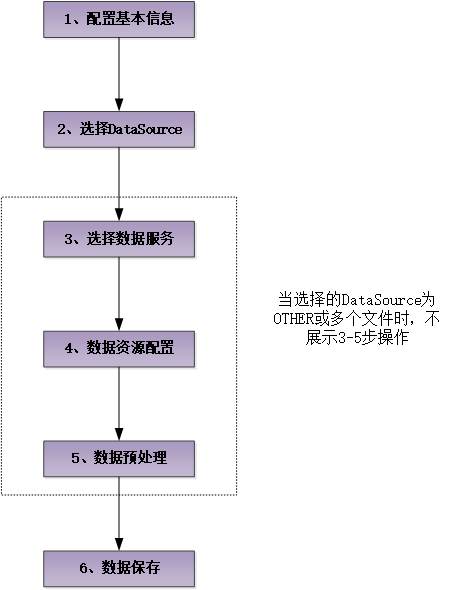 1、配置基本信息
2、选择DataSource
3、选择数据服务
当选择的DataSource为
OTHER或多个文件时，不
展示3-5步操作
4、数据资源配置
5、数据预处理
6、数据保存